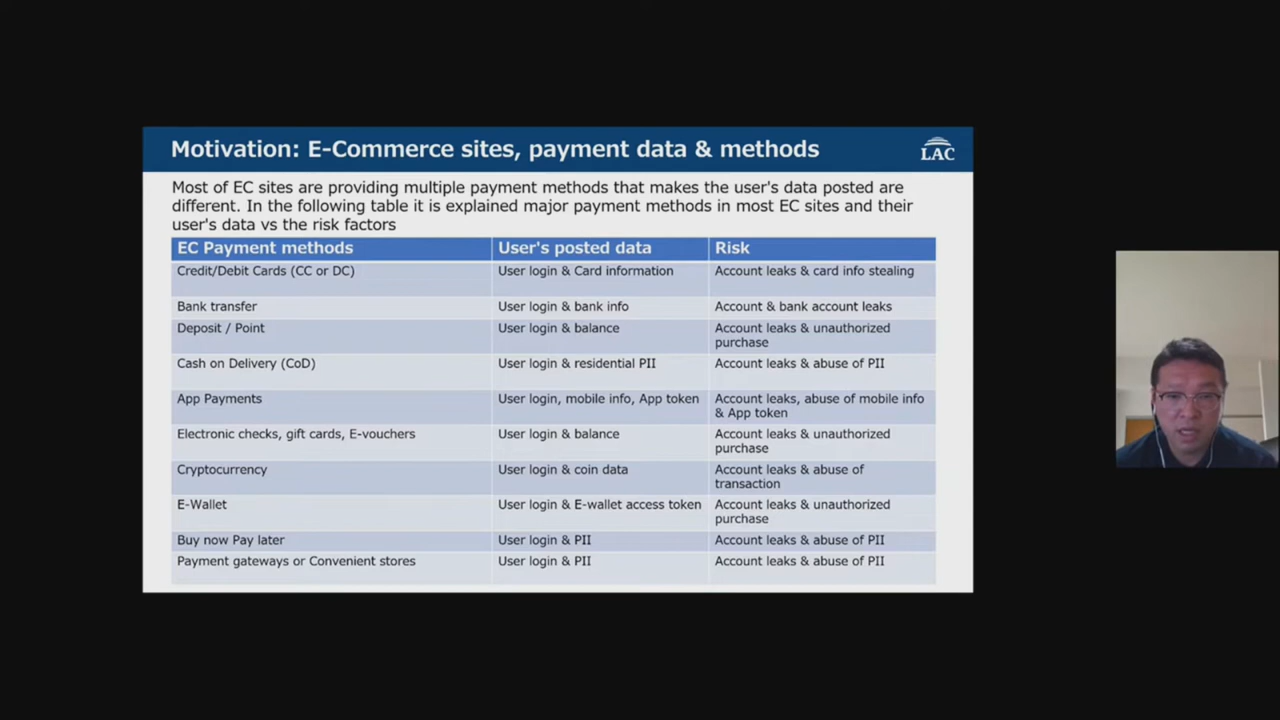 Motivation: E-Commerce sites, payment data & methods
LAC
Most of EC sites are providing multiple payment methods that makes the user's data posted are
different. In the following table it is explained major payment methods in most EC sites and their
user's data vs the risk factors
EC Payment methods User's posted data Risk
Credit/Debit Cards (CC or DC) User login & Card information Account leaks & card info stealing
Bank transfer User login & bank info Account & bank account leaks
Deposit / Point User login & balance Account leaks & unauthorized
purchase
Cash on Delivery (CoD) User login & residential PII Account leaks & abuse of PII
App Payments User login, mobile info, App token Account leaks, abuse of mobile info
& App token
Electronic checks, gift cards, E-vouchers User login & balance Account leaks & unauthorized
purchase
Cryptocurrency User login & coin data Account leaks & abuse of
transaction
E-Wallet User login & E-wallet access token Account leaks & unauthorized
purchase
Buy now Pay later User login & PII Account leaks & abuse of PII
Payment gateways or Convenient stores User login & PII Account leaks & abuse of PII